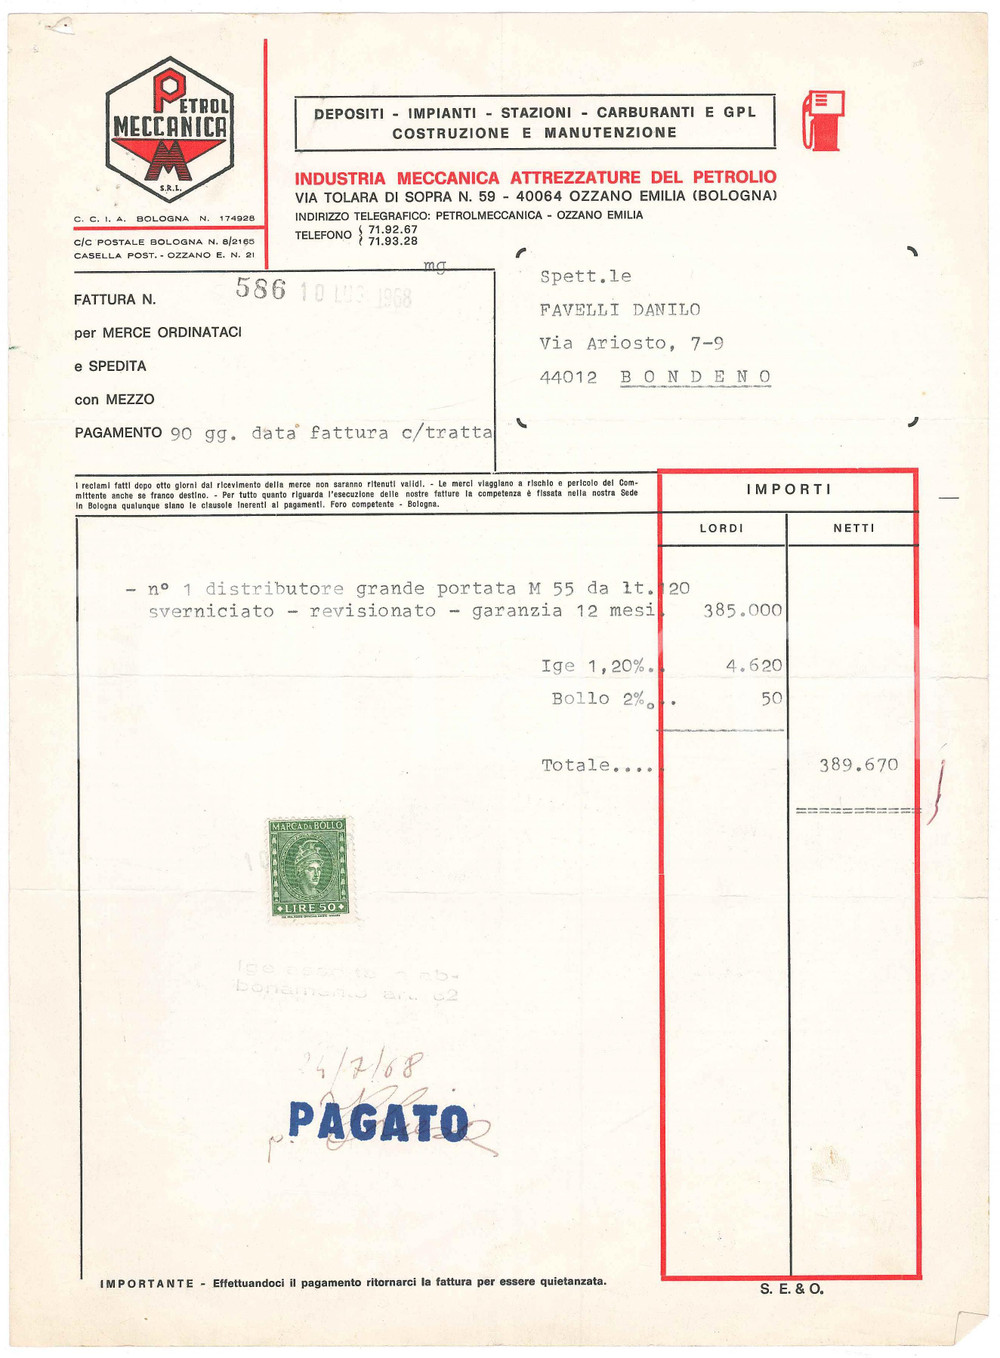 PETROL
MECCANICA
M
S.R.L.
C. C. I. A. BOLOGNA N. 174928
C/C POSTALE BOLOGNA N. 8/2165
CASELLA POST. - OZZANO E. N. 21
DEPOSITI - IMPIANTI - STAZIONI - CARBURANTI E GPL
COSTRUZIONE E MANUTENZIONE
INDUSTRIA MECCANICA ATTREZZATURE DEL PETROLIO
VIA TOLARA DI SOPRA N. 59 - 40064 OZZANO EMILIA (BOLOGNA)
INDIRIZZO TELEGRAFICO: PETROLMECCANICA - OZZANO EMILIA
TELEFONO { 71.92.67
71.93.28
mg
FATTURA N. 586 10 LUG 1968
per MERCE ORDINATACI
e SPEDITA
con MEZZO
PAGAMENTO 90 gg. data fattura c/tratta
Spett.le
FAVELLI DANILO
Via Ariosto, 7-9
44012 B O N D E N O
I reclami fatti dopo otto giorni dal ricevimento della merce non saranno ritenuti validi. - Le merci viaggiano a rischio e pericolo del Com-
mittente anche se franco destino. - Per tutto quanto riguarda l'esecuzione delle nostre fatture la competenza è fissata nella nostra Sede
in Bologna qualunque siano le clausole inerenti ai pagamenti. Foro competente - Bologna.
IMPORTI
LORDI NETTI
- n° 1 distributore grande portata M 55 da lt.120
sverniciato - revisionato - garanzia 12 mesi 385.000
Ige 1,20%.. 4.620
Bollo 2%o.. 50
Totale.... 389.670
MARCA DA BOLLO
LIRE 50
10
24/7/68
PAGATO
p.
IMPORTANTE - Effettuandoci il pagamento ritornarci la fattura per essere quietanzata.
S. E. & O.